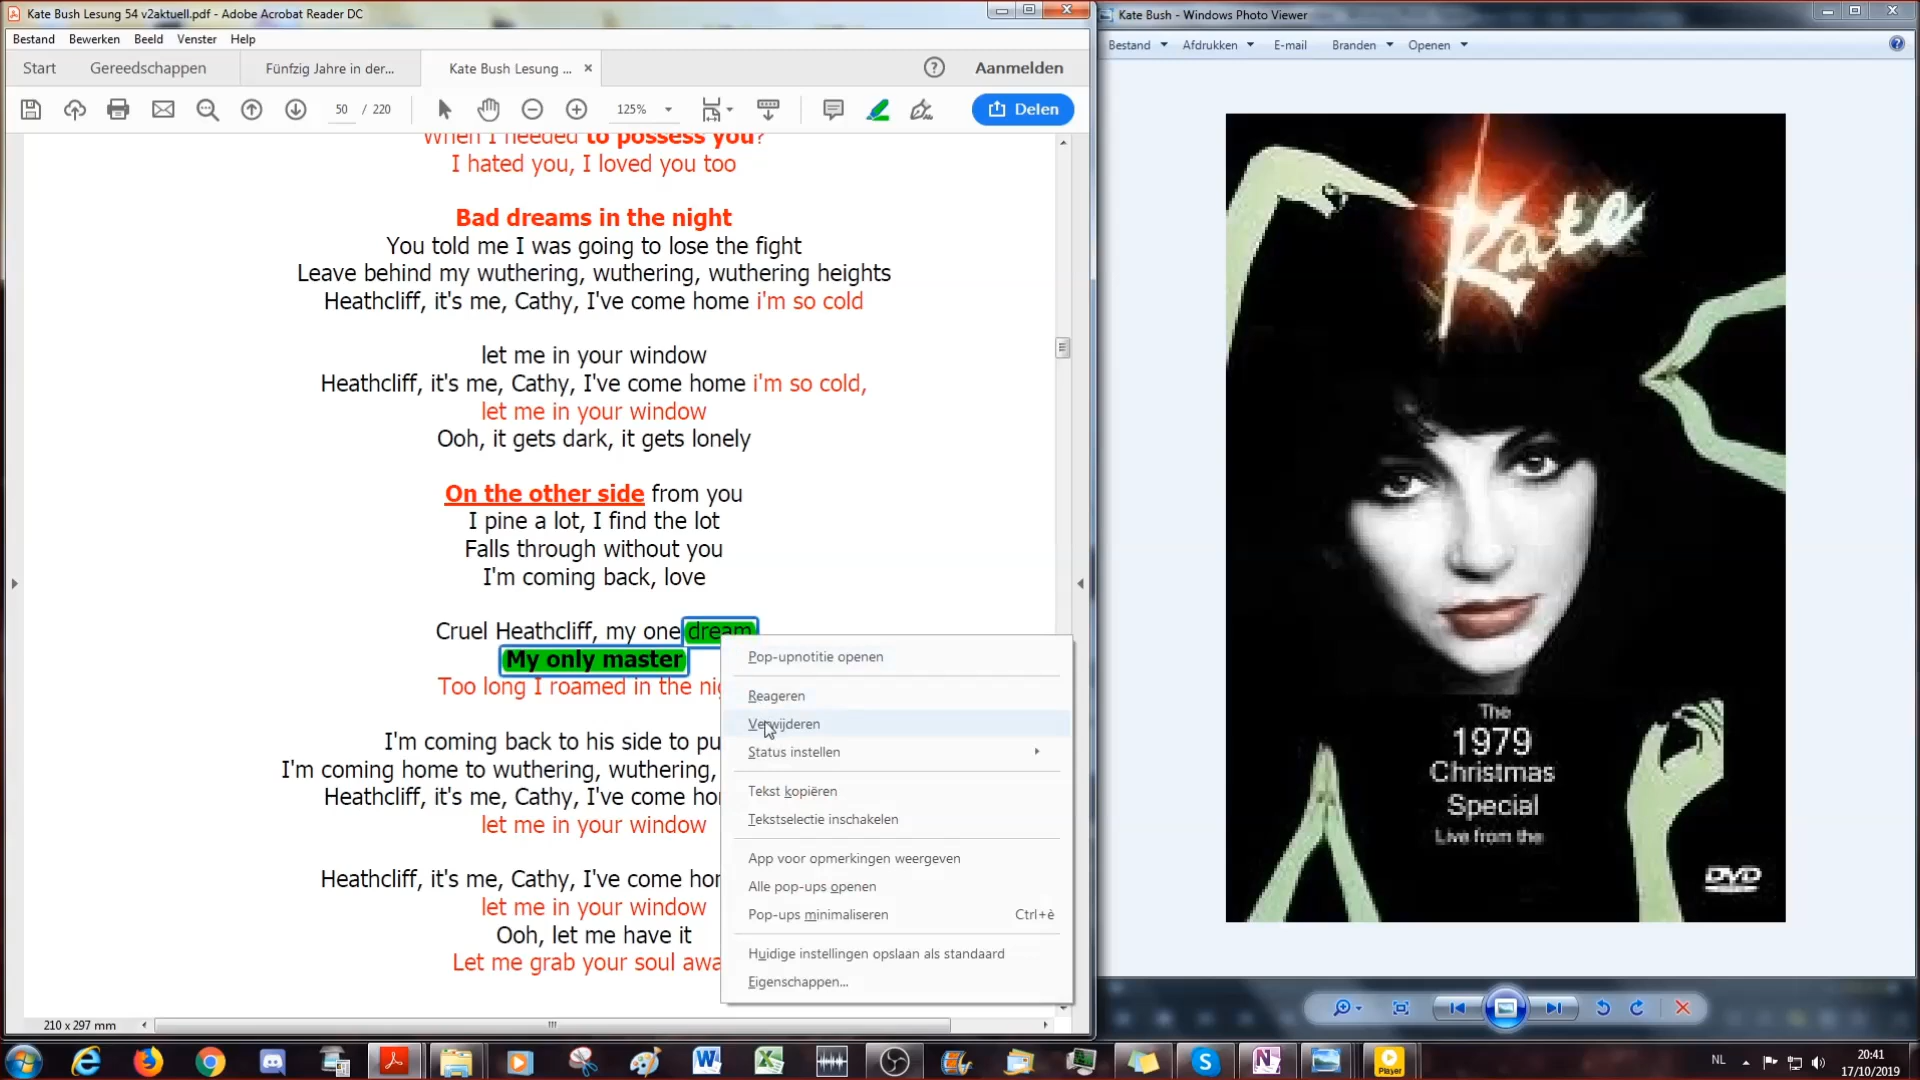 Kate Bush Lesung 54 v2aktuell.pdf - Adobe Acrobat Reader DC
Bestand Bewerken Beeld Venster Help
Start Gereedschappen Fünfzig Jahre in der... Kate Bush Lesung ... Aanmelden
50 / 220 125% Delen
When I needed to possess you?
I hated you, I loved you too
Bad dreams in the night
You told me I was going to lose the fight
Leave behind my wuthering, wuthering, wuthering heights
Heathcliff, it's me, Cathy, I've come home i'm so cold
let me in your window
Heathcliff, it's me, Cathy, I've come home i'm so cold,
let me in your window
Ooh, it gets dark, it gets lonely
On the other side from you
I pine a lot, I find the lot
Falls through without you
I'm coming back, love
Cruel Heathcliff, my one dream
My only master
Too long I roamed in the nig
I'm coming back to his side to pu
I'm coming home to wuthering, wuthering,
Heathcliff, it's me, Cathy, I've come hor
let me in your window
Heathcliff, it's me, Cathy, I've come hor
let me in your window
Ooh, let me have it
Let me grab your soul awa
Pop-upnotitie openen
Reageren
Verwijderen
Status instellen
Tekst kopiëren
Tekstselectie inschakelen
App voor opmerkingen weergeven
Alle pop-ups openen
Pop-ups minimaliseren Ctrl+è
Huidige instellingen opslaan als standaard
Eigenschappen...
210 x 297 mm
Kate Bush - Windows Photo Viewer
Bestand Afdrukken E-mail Branden Openen
Kate
The
1979
Christmas
Special
Live from the
DVD
Player
NL
20:41
17/10/2019